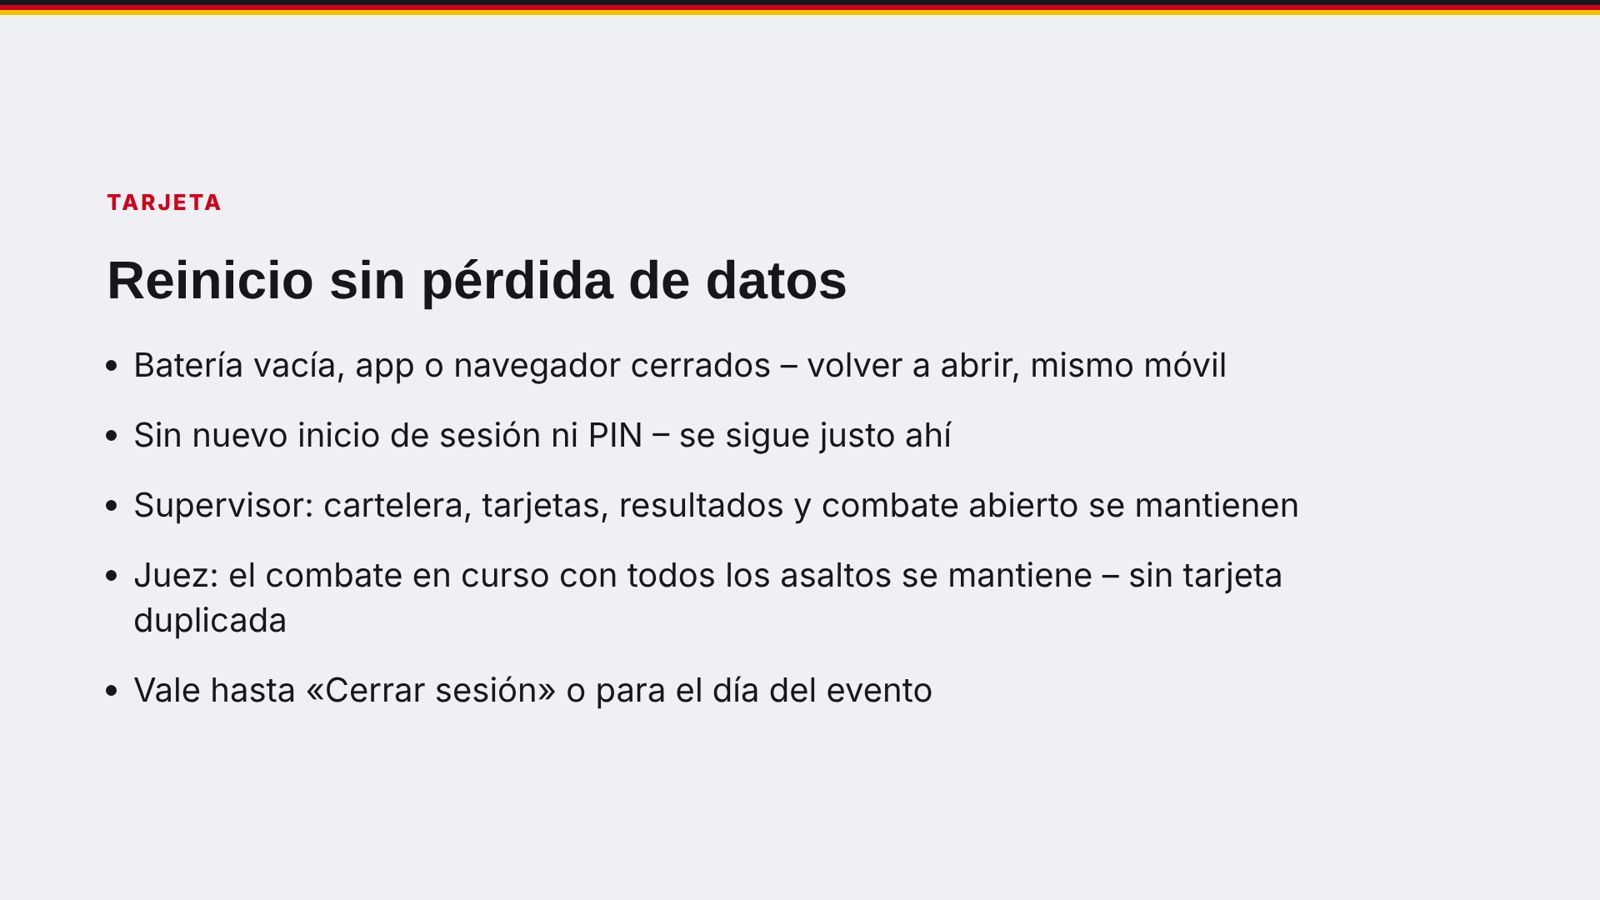 TARJETA
Reinicio sin pérdida de datos
• Batería vacía, app o navegador cerrados – volver a abrir, mismo móvil
• Sin nuevo inicio de sesión ni PIN – se sigue justo ahí
• Supervisor: cartelera, tarjetas, resultados y combate abierto se mantienen
• Juez: el combate en curso con todos los asaltos se mantiene – sin tarjeta
duplicada
• Vale hasta «Cerrar sesión» o para el día del evento